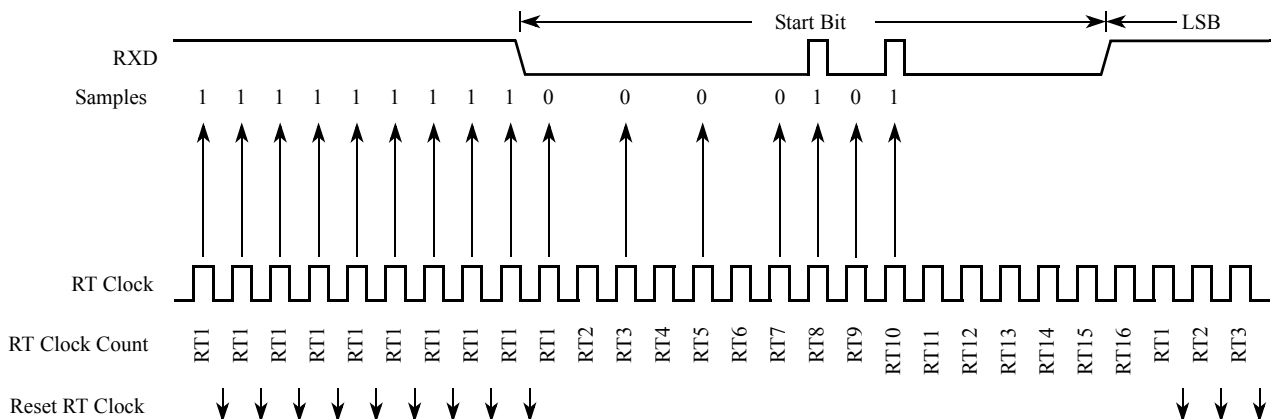 Start Bit LSB
RXD
Samples 1 1 1 1 1 1 1 1 1 0 0 0 0 1 0 1
RT Clock
RT Clock Count RT1 RT1 RT1 RT1 RT1 RT1 RT1 RT1 RT1 RT1 RT2 RT3 RT4 RT5 RT6 RT7 RT8 RT9 RT10 RT11 RT12 RT13 RT14 RT15 RT16 RT1 RT2 RT3
Reset RT Clock